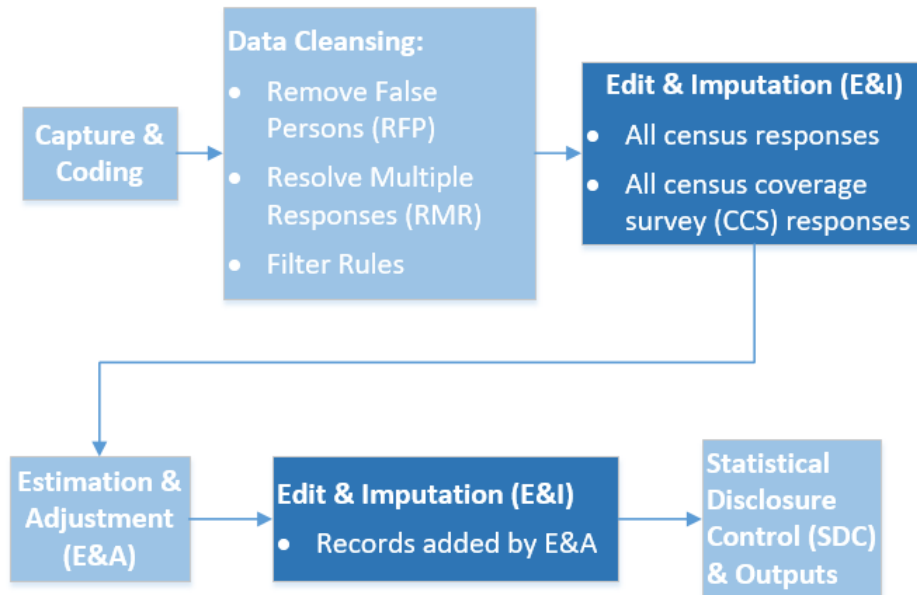 Capture &
Coding
Data Cleansing:
• Remove False
Persons (RFP)
• Resolve Multiple
Responses (RMR)
• Filter Rules
Edit & Imputation (E&I)
• All census responses
• All census coverage
survey (CCS) responses
Estimation &
Adjustment
(E&A)
Edit & Imputation (E&I)
• Records added by E&A
Statistical
Disclosure
Control (SDC)
& Outputs